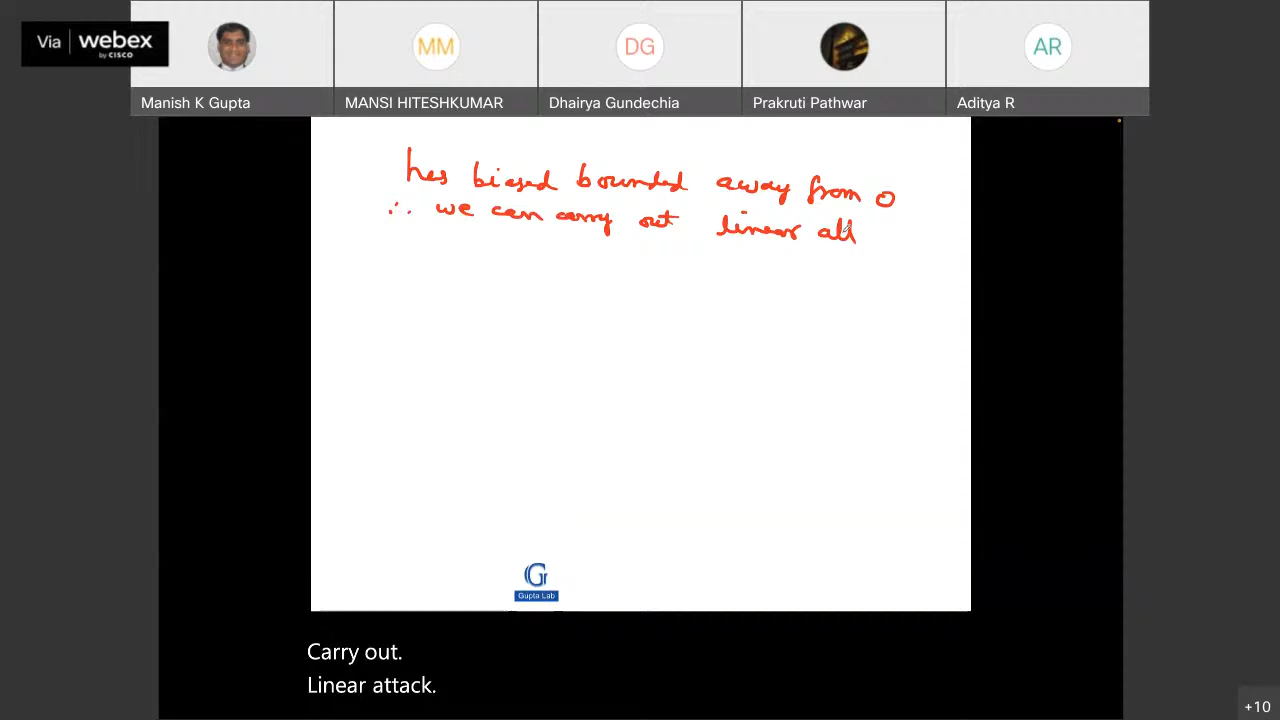 Via webex
by CISCO
MM
DG
AR
Manish K Gupta
MANSI HITESHKUMAR
Dhairya Gundechia
Prakruti Pathwar
Aditya R
has biased bounded away from 0
∴ we can carry out linear att
G
Gupta Lab
Carry out.
Linear attack.
+10